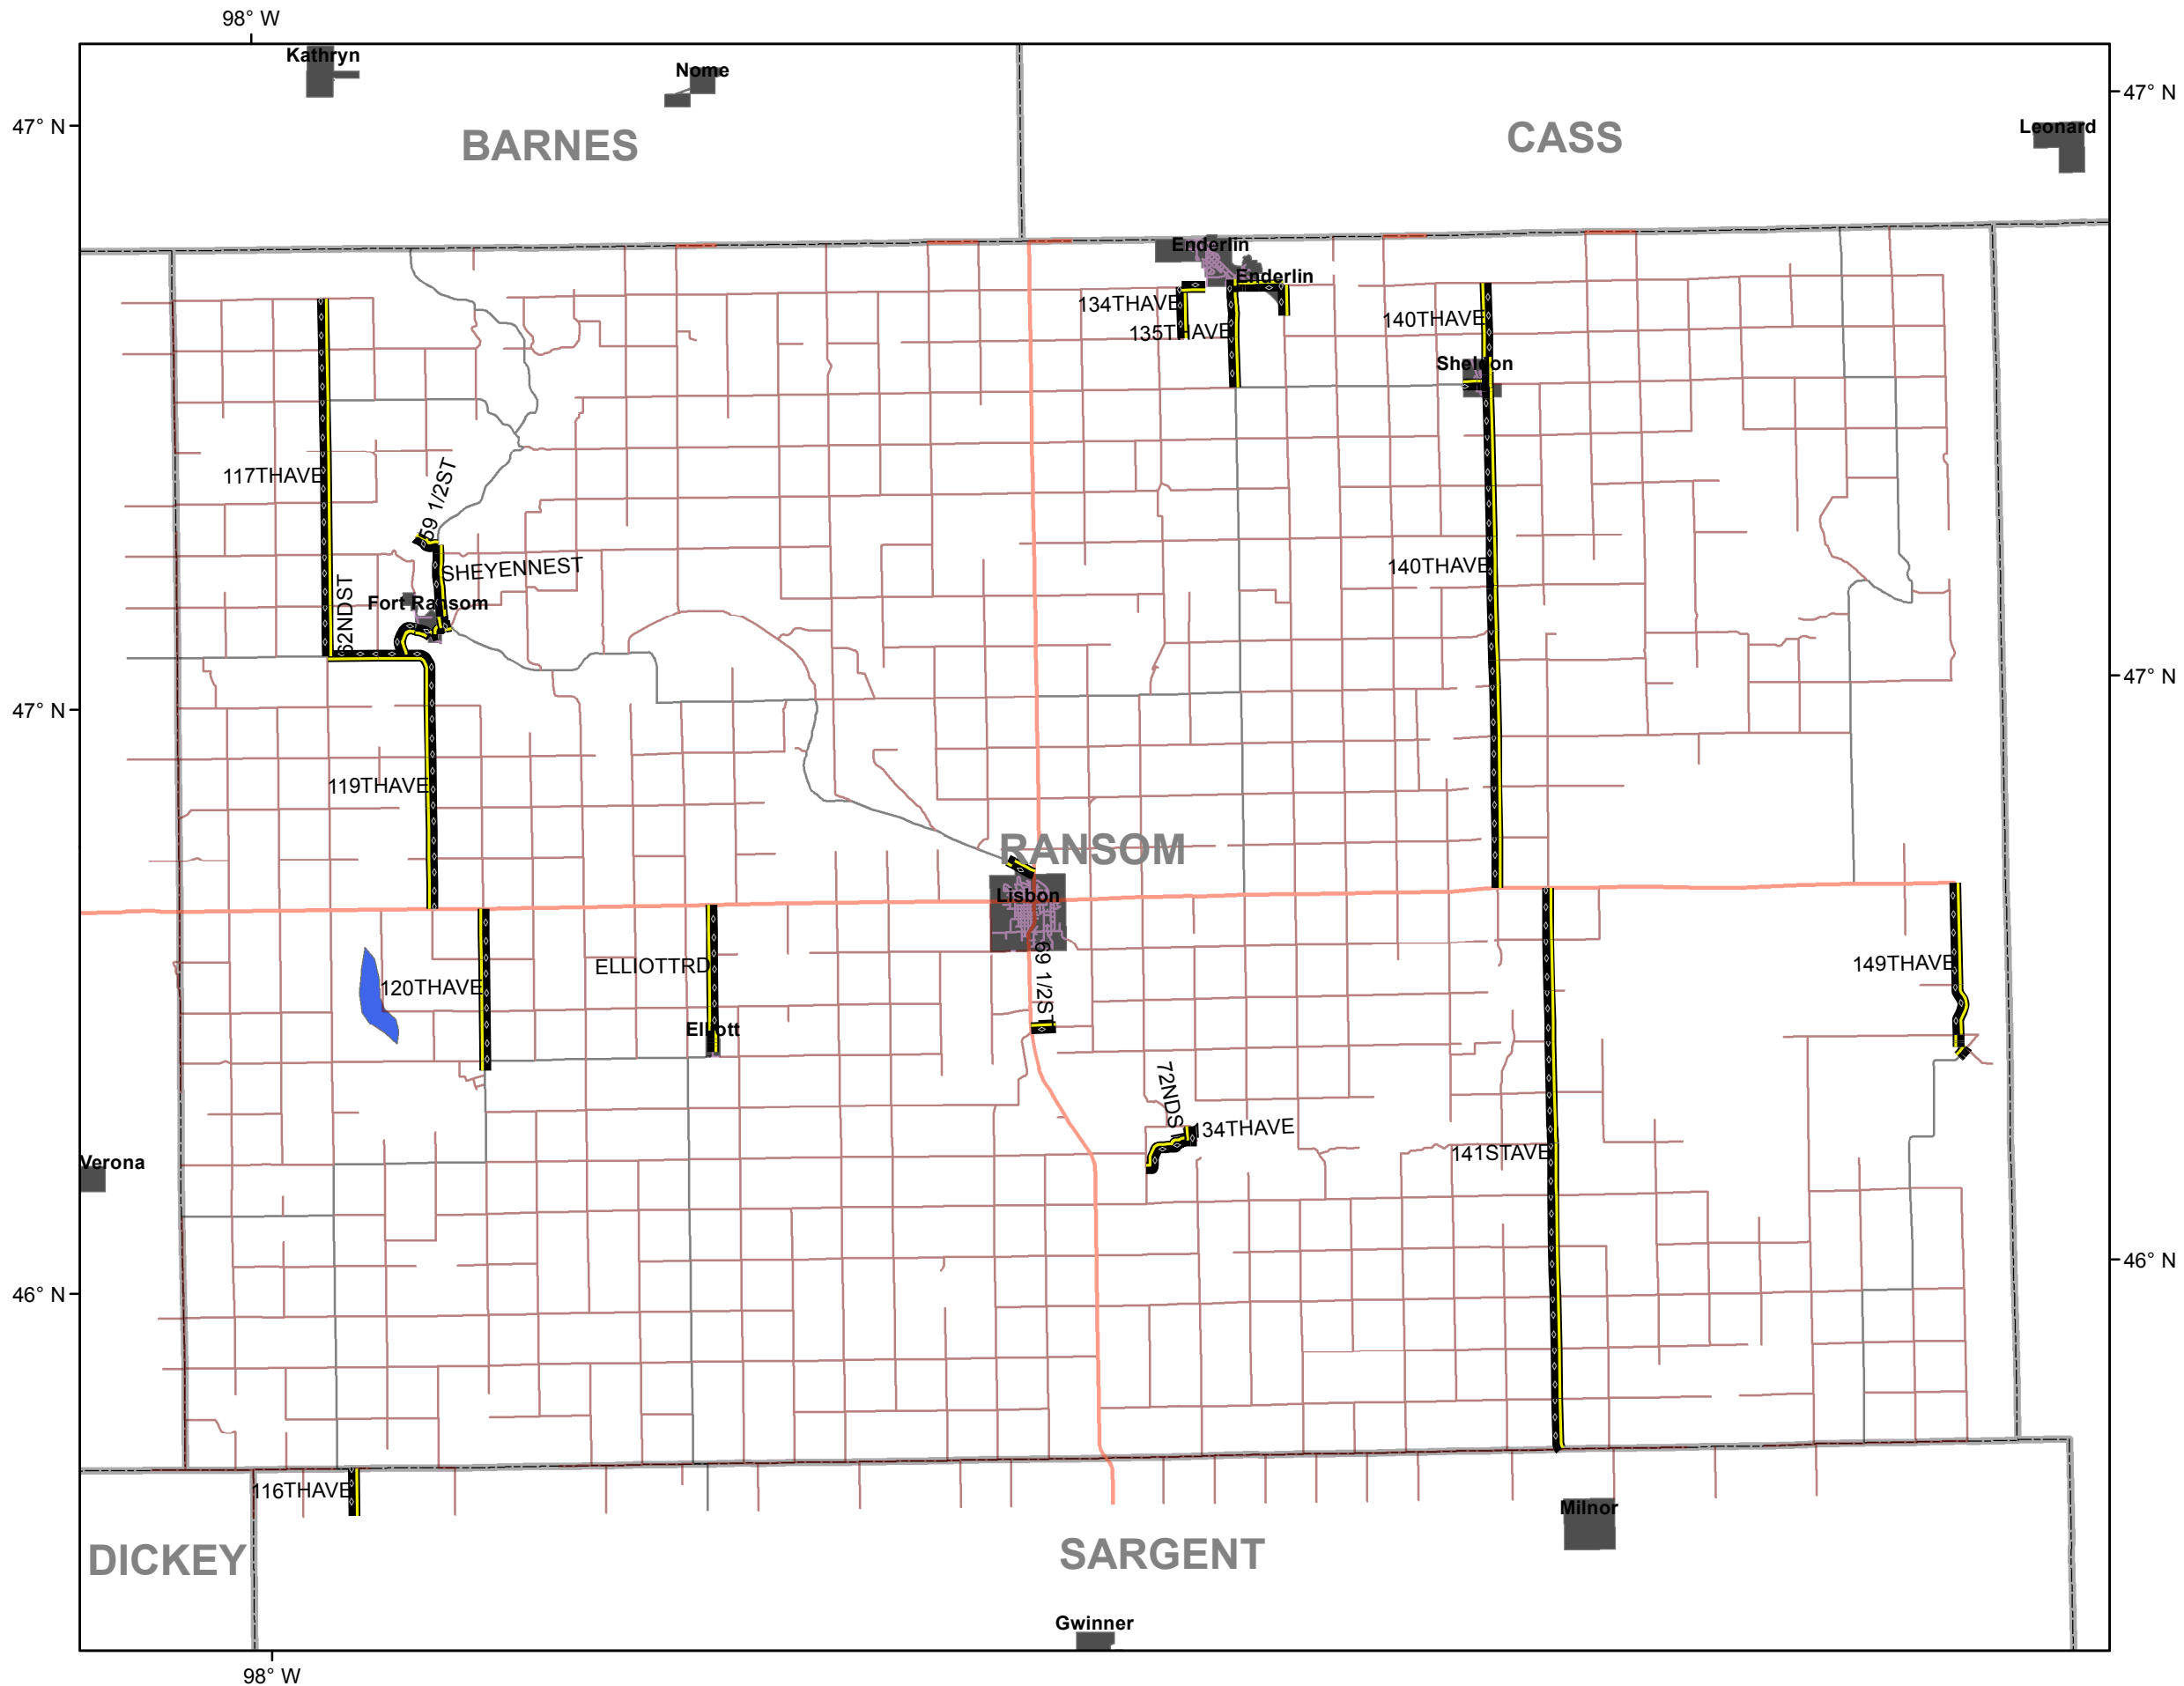 98° W
Kathryn
Nome
47° N
47° N
BARNES
CASS
Leonard
Enderlin
Enderlin
134THAVE
135THAVE
140THAVE
Sheldon
117THAVE
59 1/2ST
SHEYENNEST
140THAVE
62NDST
Fort Ransom
47° N
47° N
119THAVE
RANSOM
Lisbon
69 1/2ST
ELLIOTTRD
149THAVE
120THAVE
Elliott
72NDST
134THAVE
141STAVE
Verona
46° N
46° N
116THAVE
Milnor
DICKEY
SARGENT
Gwinner
98° W